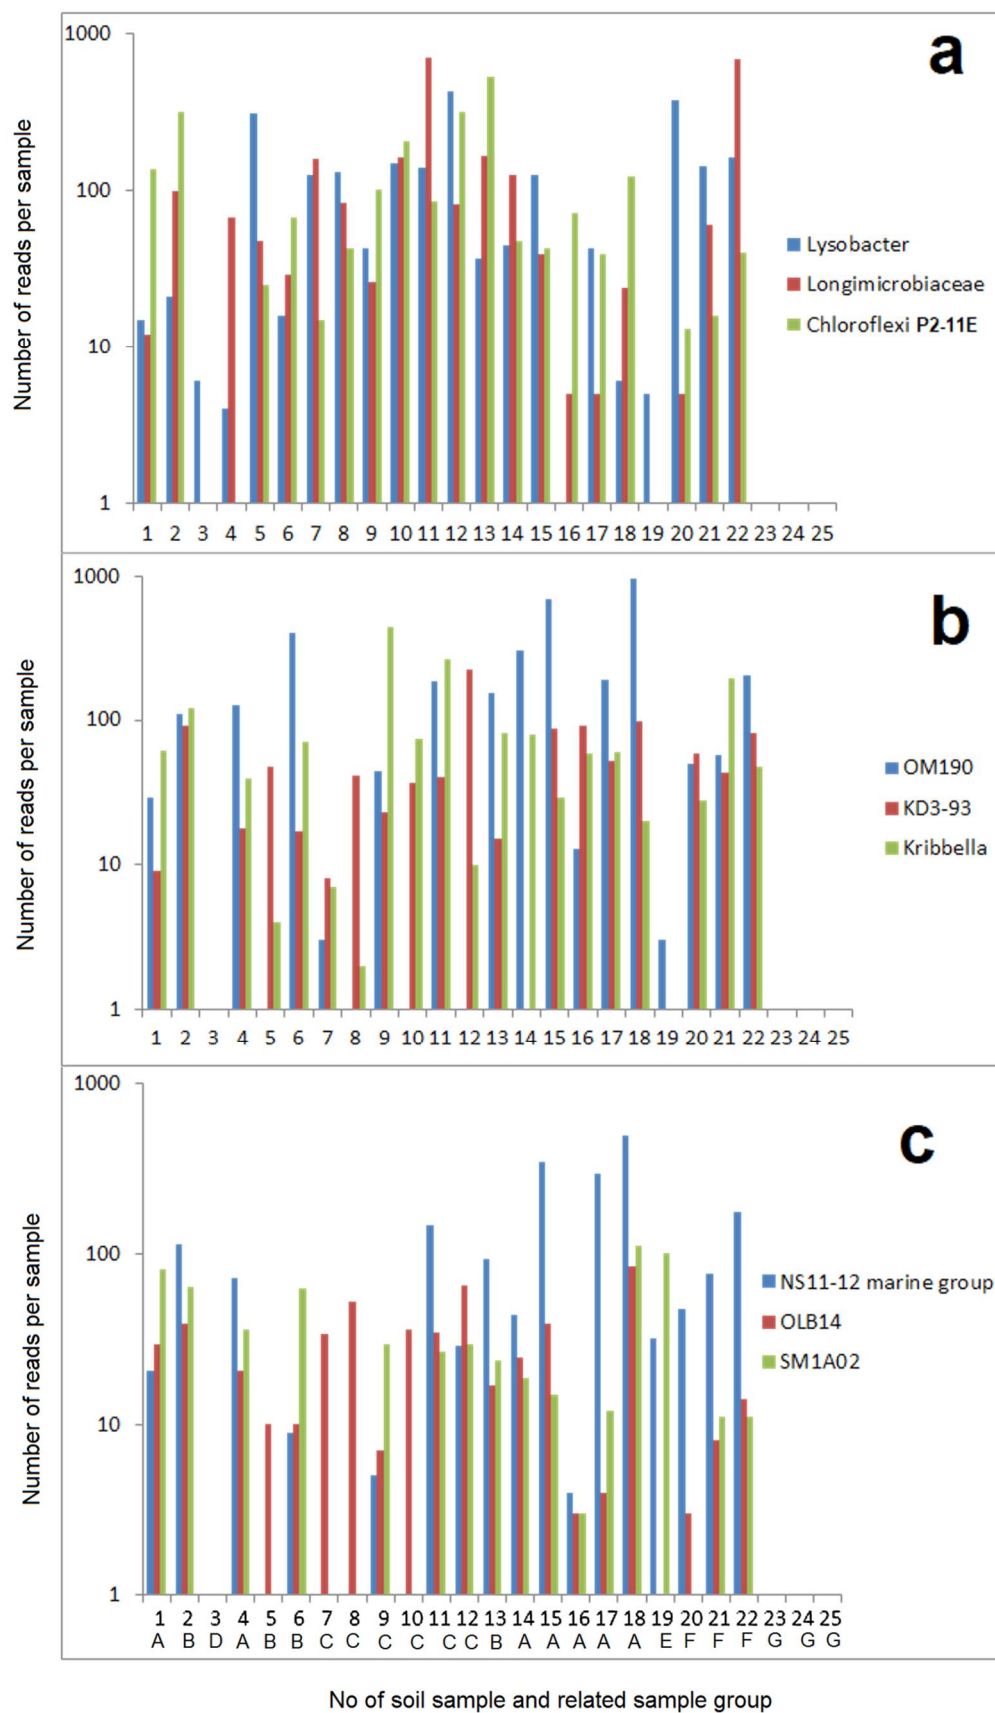 a
1000
100
10
1
Number of reads per sample
Lysobacter
Longimicrobiaceae
Chloroflexi P2-11E
1 2 3 4 5 6 7 8 9 10 11 12 13 14 15 16 17 18 19 20 21 22 23 24 25
b
1000
100
10
1
Number of reads per sample
OM190
KD3-93
Kribbella
1 2 3 4 5 6 7 8 9 10 11 12 13 14 15 16 17 18 19 20 21 22 23 24 25
c
1000
100
10
1
Number of reads per sample
NS11-12 marine group
OLB14
SM1A02
1 2 3 4 5 6 7 8 9 10 11 12 13 14 15 16 17 18 19 20 21 22 23 24 25
A B D A B B C C C C C C B A A A A A E F F F G G G
No of soil sample and related sample group